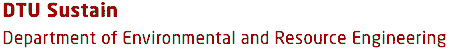 DTU Sustain
Department of Environmental and Resource Engineering